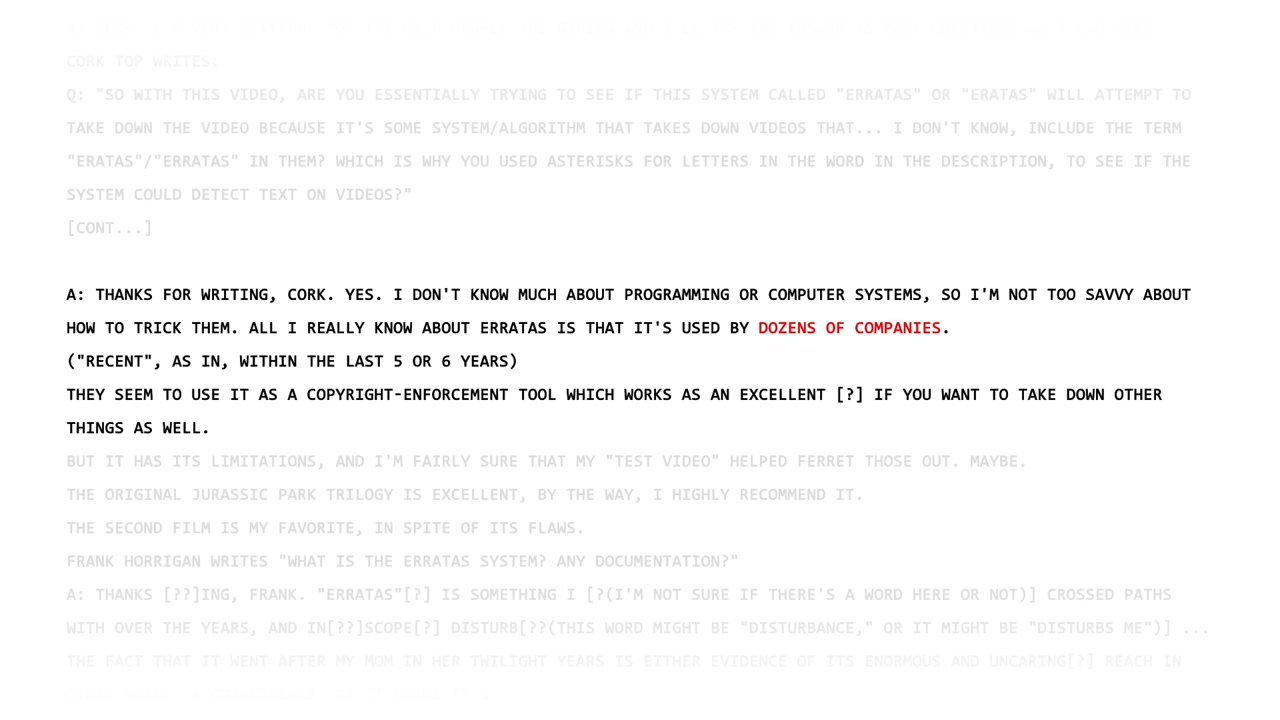 CORK TOP WRITES:
Q: "SO WITH THIS VIDEO, ARE YOU ESSENTIALLY TRYING TO SEE IF THIS SYSTEM CALLED "ERRATAS" OR "ERATAS" WILL ATTEMPT TO
TAKE DOWN THE VIDEO BECAUSE IT'S SOME SYSTEM/ALGORITHM THAT TAKES DOWN VIDEOS THAT... I DON'T KNOW, INCLUDE THE TERM
"ERATAS"/"ERRATAS" IN THEM? WHICH IS WHY YOU USED ASTERISKS FOR LETTERS IN THE WORD IN THE DESCRIPTION, TO SEE IF THE
SYSTEM COULD DETECT TEXT ON VIDEOS?"
[CONT...]
A: THANKS FOR WRITING, CORK. YES. I DON'T KNOW MUCH ABOUT PROGRAMMING OR COMPUTER SYSTEMS, SO I'M NOT TOO SAVVY ABOUT
HOW TO TRICK THEM. ALL I REALLY KNOW ABOUT ERRATAS IS THAT IT'S USED BY DOZENS OF COMPANIES.
("RECENT", AS IN, WITHIN THE LAST 5 OR 6 YEARS)
THEY SEEM TO USE IT AS A COPYRIGHT-ENFORCEMENT TOOL WHICH WORKS AS AN EXCELLENT [?] IF YOU WANT TO TAKE DOWN OTHER
THINGS AS WELL.
BUT IT HAS ITS LIMITATIONS, AND I'M FAIRLY SURE THAT MY "TEST VIDEO" HELPED FERRET THOSE OUT. MAYBE.
THE ORIGINAL JURASSIC PARK TRILOGY IS EXCELLENT, BY THE WAY, I HIGHLY RECOMMEND IT.
THE SECOND FILM IS MY FAVORITE, IN SPITE OF ITS FLAWS.
FRANK HORRIGAN WRITES "WHAT IS THE ERRATAS SYSTEM? ANY DOCUMENTATION?"
A: THANKS [??]ING, FRANK. "ERRATAS"[?] IS SOMETHING I [?(I'M NOT SURE IF THERE'S A WORD HERE OR NOT)] CROSSED PATHS
WITH OVER THE YEARS, AND IN[??]SCOPE[?] DISTURB[??(THIS WORD MIGHT BE "DISTURBANCE," OR IT MIGHT BE "DISTURBS ME")] ...
THE FACT THAT IT WENT AFTER MY MOM IN HER TWILIGHT YEARS IS EITHER EVIDENCE OF ITS ENORMOUS AND UNCARING[?] REACH IN